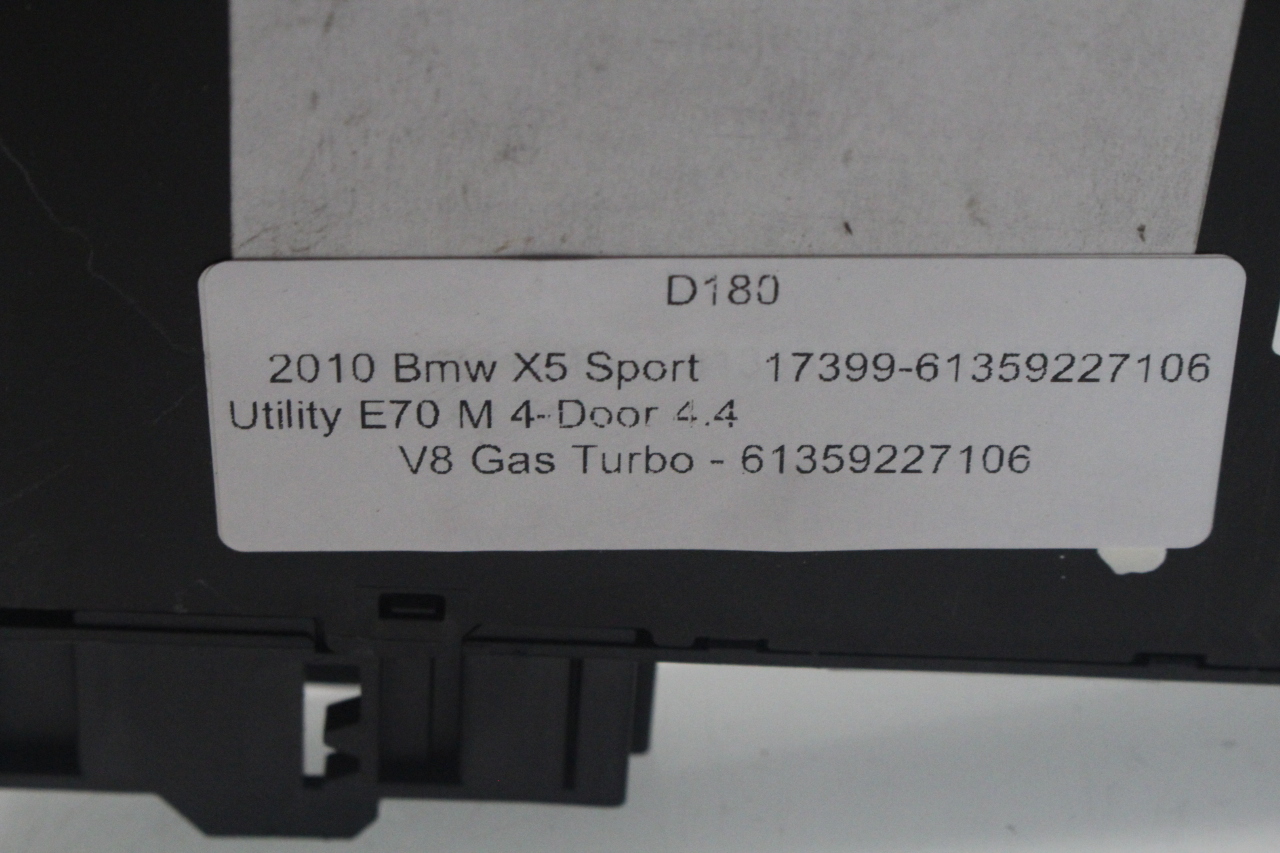 D180
2010 Bmw X5 Sport 17399-61359227106
Utility E70 M 4-Door 4.4
V8 Gas Turbo - 61359227106